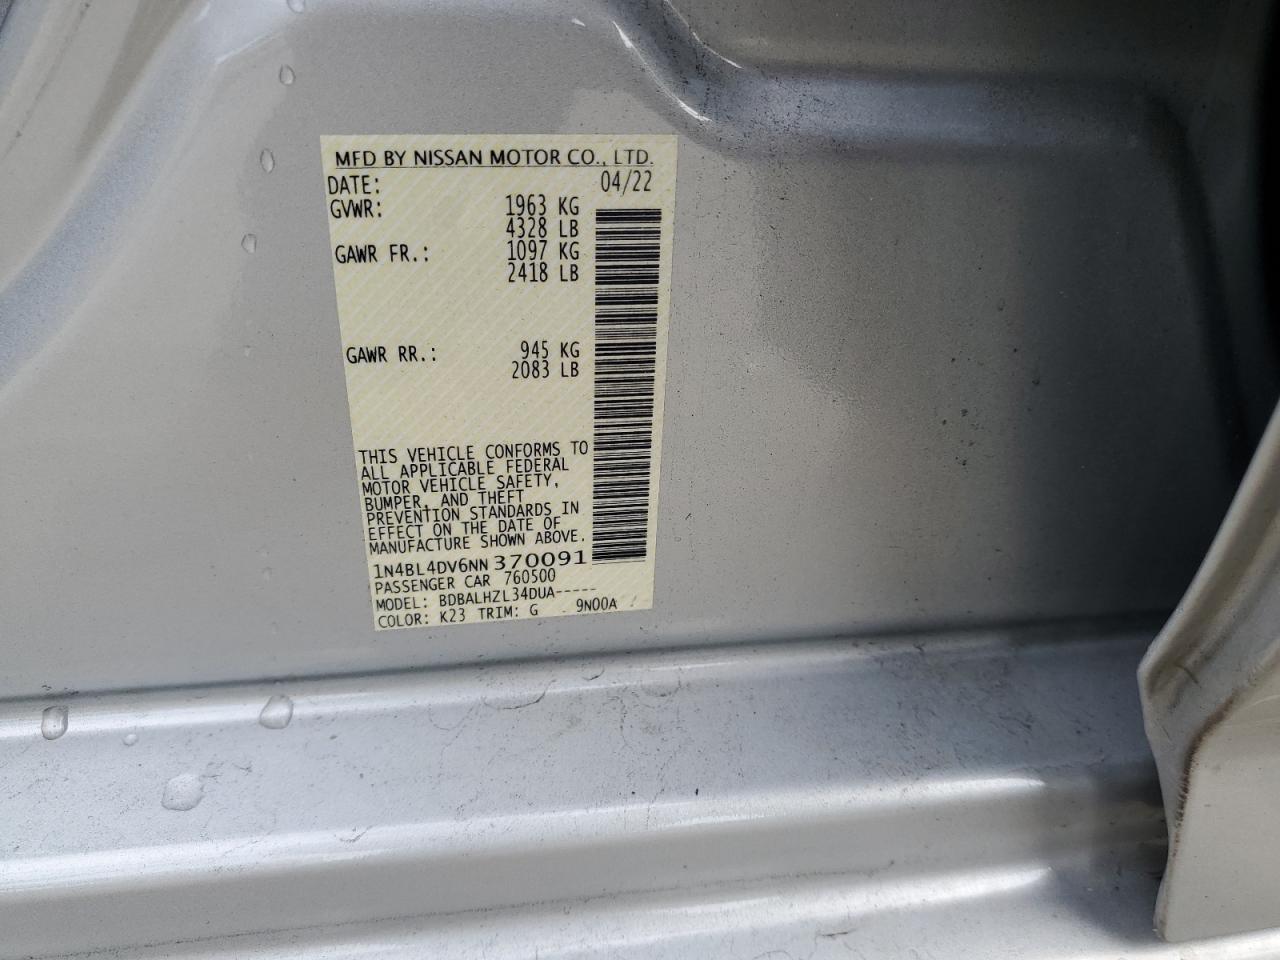 MFD BY NISSAN MOTOR CO., LTD.
DATE: 04/22
GVWR: 1963 KG
4328 LB
GAWR FR.: 1097 KG
2418 LB
GAWR RR.: 945 KG
2083 LB
THIS VEHICLE CONFORMS TO
ALL APPLICABLE FEDERAL
MOTOR VEHICLE SAFETY,
BUMPER, AND THEFT
PREVENTION STANDARDS IN
EFFECT ON THE DATE OF
MANUFACTURE SHOWN ABOVE.
1N4BL4DV6NN370091
PASSENGER CAR 760500
MODEL: BDBALHZL34DUA-----
COLOR: K23 TRIM: G 9N00A